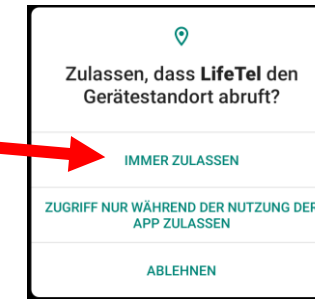 Zulassen, dass LifeTel den
Gerätestandort abruft?
IMMER ZULASSEN
ZUGRIFF NUR WÄHREND DER NUTZUNG DER
APP ZULASSEN
ABLEHNEN